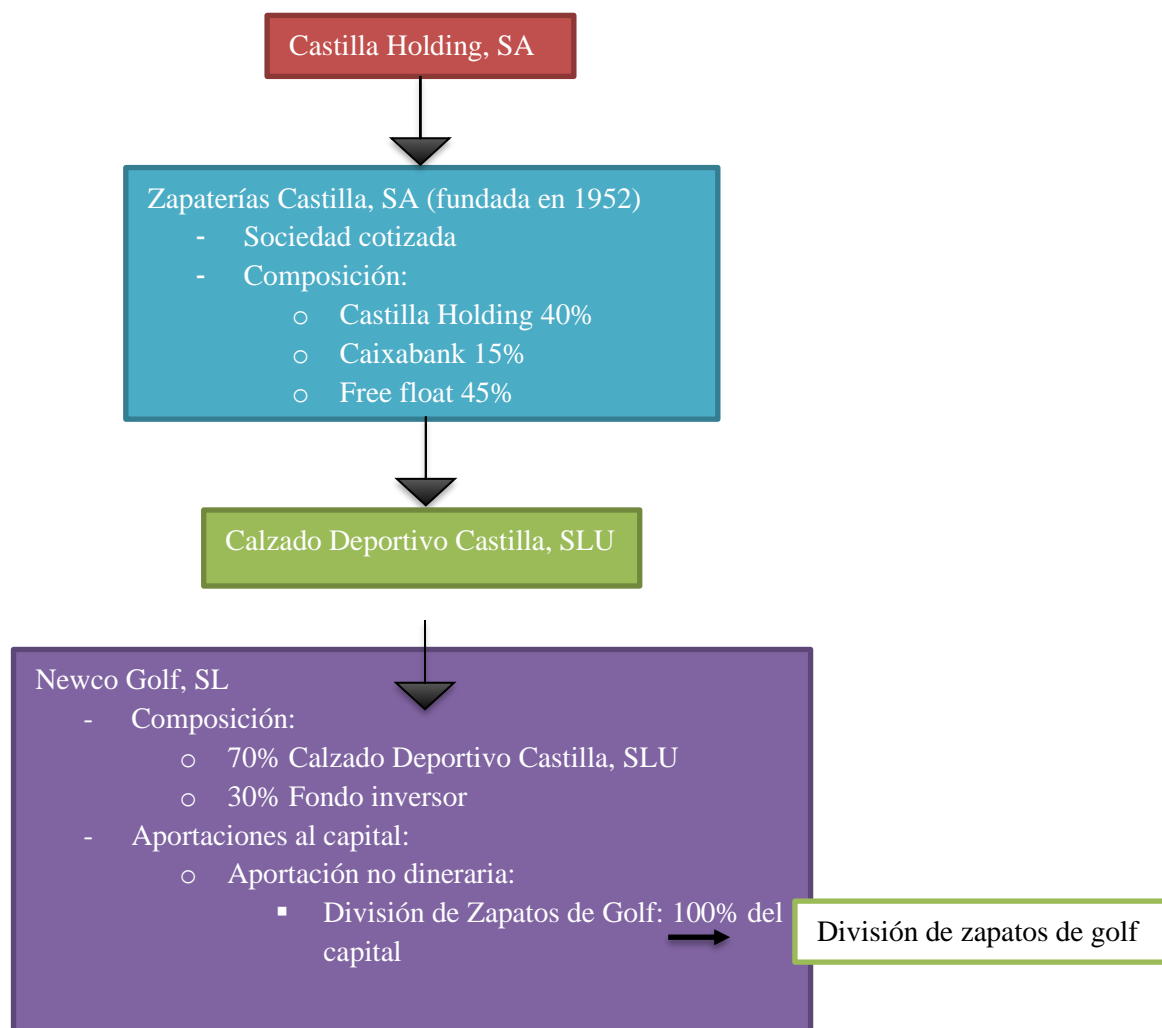 Castilla Holding, SA
Zapaterías Castilla, SA (fundada en 1952)
- Sociedad cotizada
- Composición:
o Castilla Holding 40%
o Caixabank 15%
o Free float 45%
Calzado Deportivo Castilla, SLU
Newco Golf, SL
- Composición:
o 70% Calzado Deportivo Castilla, SLU
o 30% Fondo inversor
- Aportaciones al capital:
o Aportación no dineraria:
▪ División de Zapatos de Golf: 100% del
capital
División de zapatos de golf